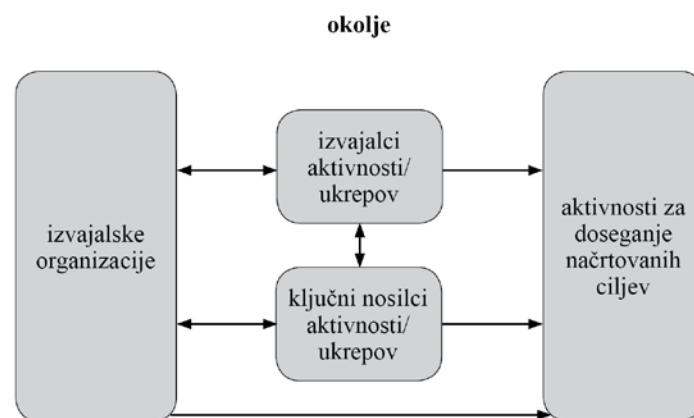 okolje
izvajalske
organizacije
izvajalci
aktivnosti/
ukrepov
ključni nosilci
aktivnosti/
ukrepov
aktivnosti za
doseganje
načrtovanih
ciljev